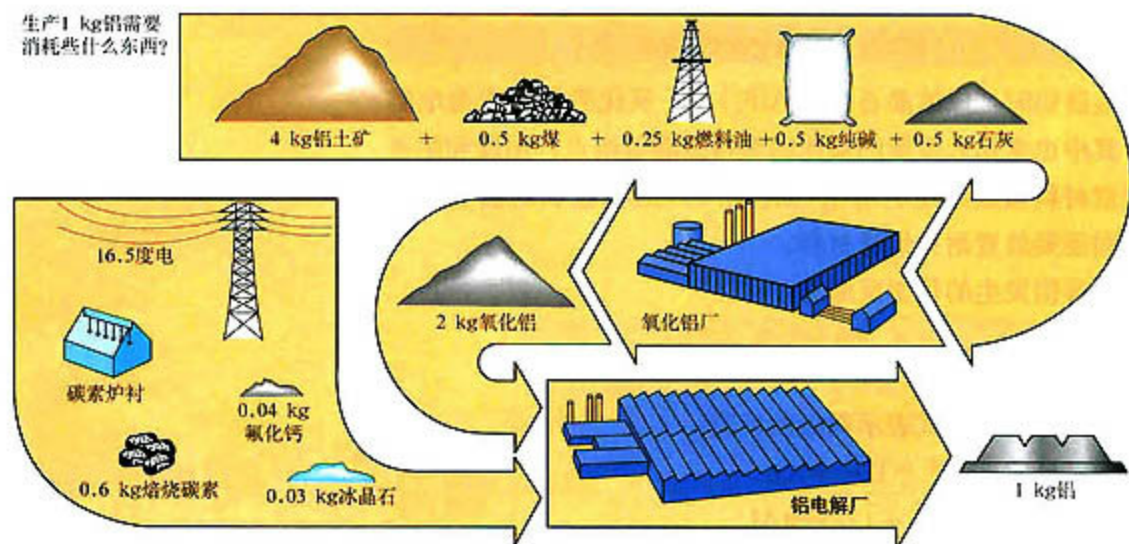 生产1 kg铝需要
消耗些什么东西?
4 kg铝土矿 + 0.5 kg煤 + 0.25 kg燃料油+0.5 kg纯碱 + 0.5 kg石灰
16.5度电
2 kg氧化铝
氧化铝厂
碳素炉衬
0.04 kg
氟化钙
0.6 kg焙烧碳素
0.03 kg冰晶石
铝电解厂
1 kg铝